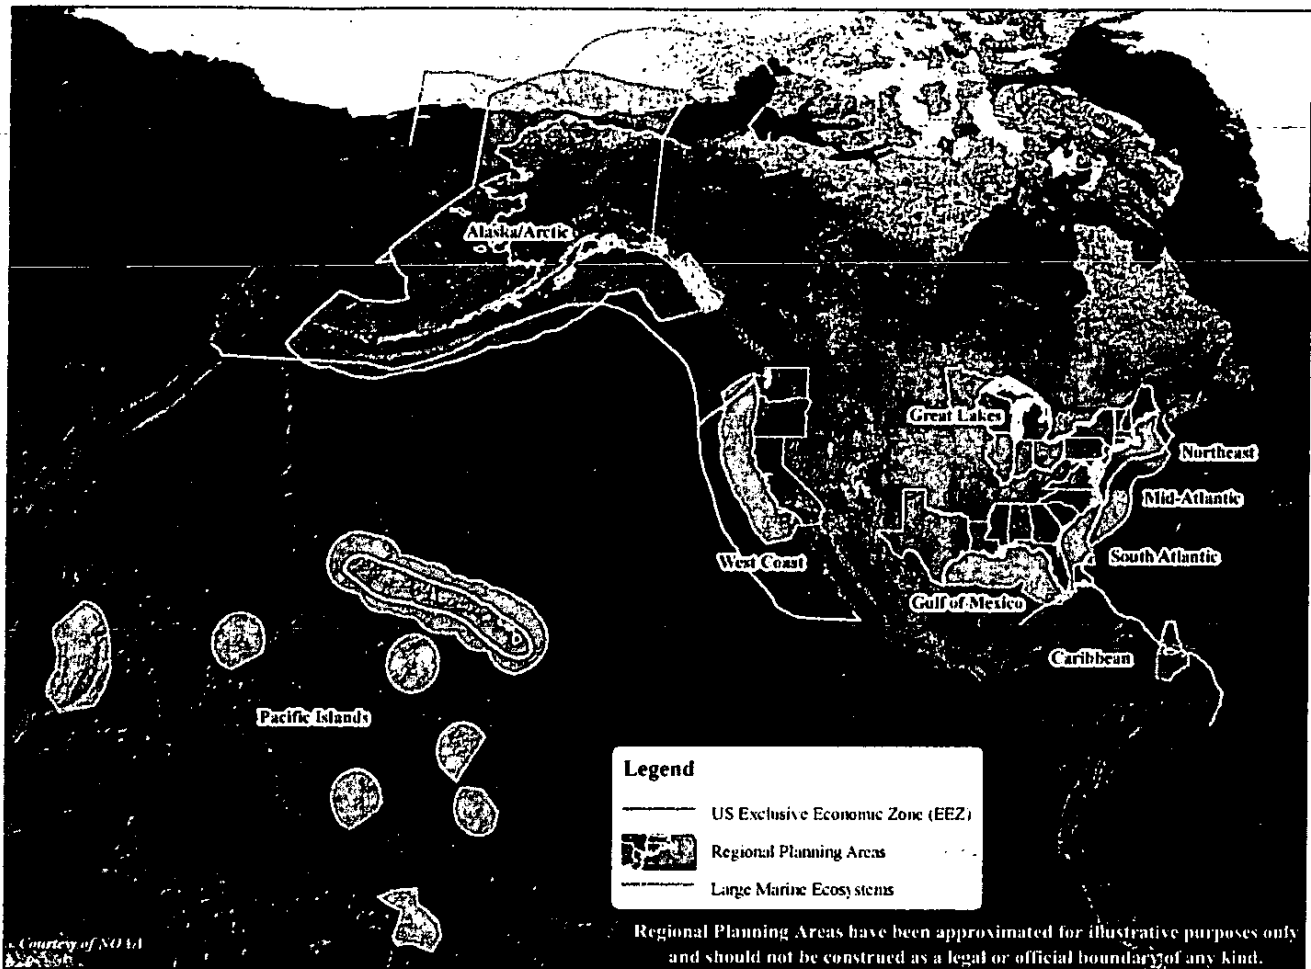 Alaska/Arctic
Great Lakes
Northeast
Mid-Atlantic
South Atlantic
West Coast
Gulf of Mexico
Caribbean
Pacific Islands
Legend
US Exclusive Economic Zone (EEZ)
Regional Planning Areas
Large Marine Ecosystems
Courtesy of NOAA
Regional Planning Areas have been approximated for illustrative purposes only
and should not be construed as a legal or official boundary of any kind.